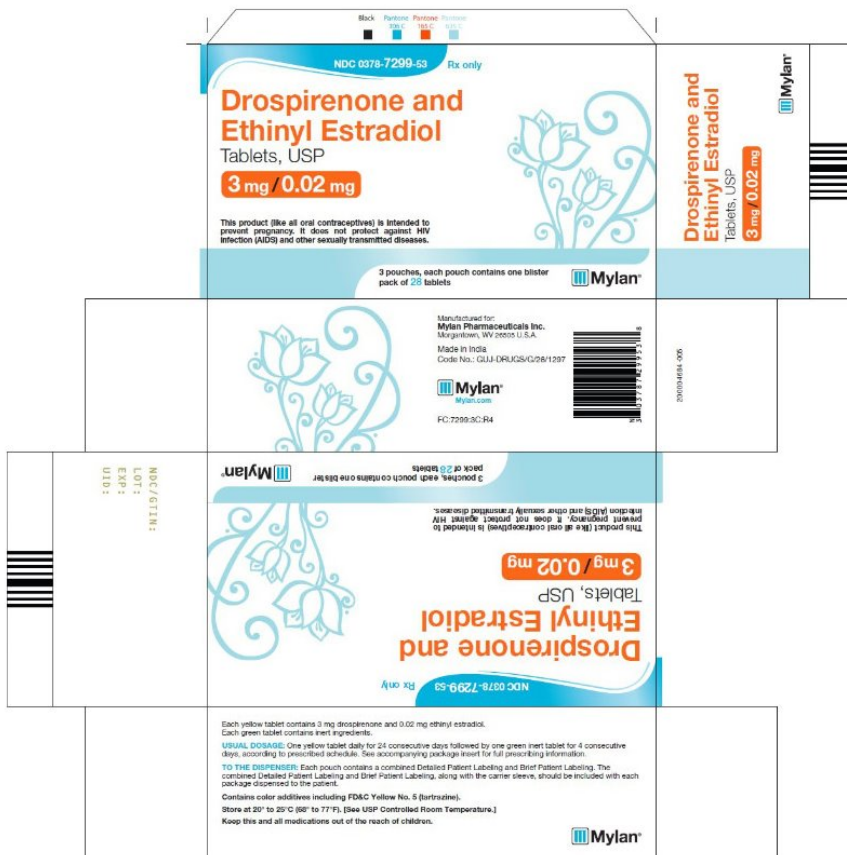 Black Pantone Pantone Pantone
306 C 165 C 635 C
NDC 0378-7299-53 Rx only
Drospirenone and
Ethinyl Estradiol
Tablets, USP
3 mg/0.02 mg
This product (like all oral contraceptives) is intended to
prevent pregnancy. It does not protect against HIV
infection (AIDS) and other sexually transmitted diseases.
3 pouches, each pouch contains one blister
pack of 28 tablets
Mylan®
Drospirenone and
Ethinyl Estradiol
Tablets, USP
3 mg/0.02 mg
Mylan®
Manufactured for:
Mylan Pharmaceuticals Inc.
Morgantown, WV 26505 U.S.A.
Made in India
Code No.: GUJ-DRUGS/G/28/1297
Mylan®
Mylan.com
FC:7299:3C:R4
NDC/GTIN:
LOT:
EXP:
UID:
NDC 0378-7299-53 Rx only
Drospirenone and
Ethinyl Estradiol
Tablets, USP
3 mg/0.02 mg
This product (like all oral contraceptives) is intended to
prevent pregnancy. It does not protect against HIV
infection (AIDS) and other sexually transmitted diseases.
3 pouches, each pouch contains one blister
pack of 28 tablets
Mylan®
Each yellow tablet contains 3 mg drospirenone and 0.02 mg ethinyl estradiol.
Each green tablet contains inert ingredients.
USUAL DOSAGE: One yellow tablet daily for 24 consecutive days followed by one green inert tablet for 4 consecutive
days, according to prescribed schedule. See accompanying package insert for full prescribing information.
TO THE DISPENSER: Each pouch contains a combined Detailed Patient Labeling and Brief Patient Labeling. The
combined Detailed Patient Labeling and Brief Patient Labeling, along with the carrier sleeve, should be included with each
package dispensed to the patient.
Contains color additives including FD&C Yellow No. 5 (tartrazine).
Store at 20° to 25°C (68° to 77°F). [See USP Controlled Room Temperature.]
Keep this and all medications out of the reach of children.
Mylan®